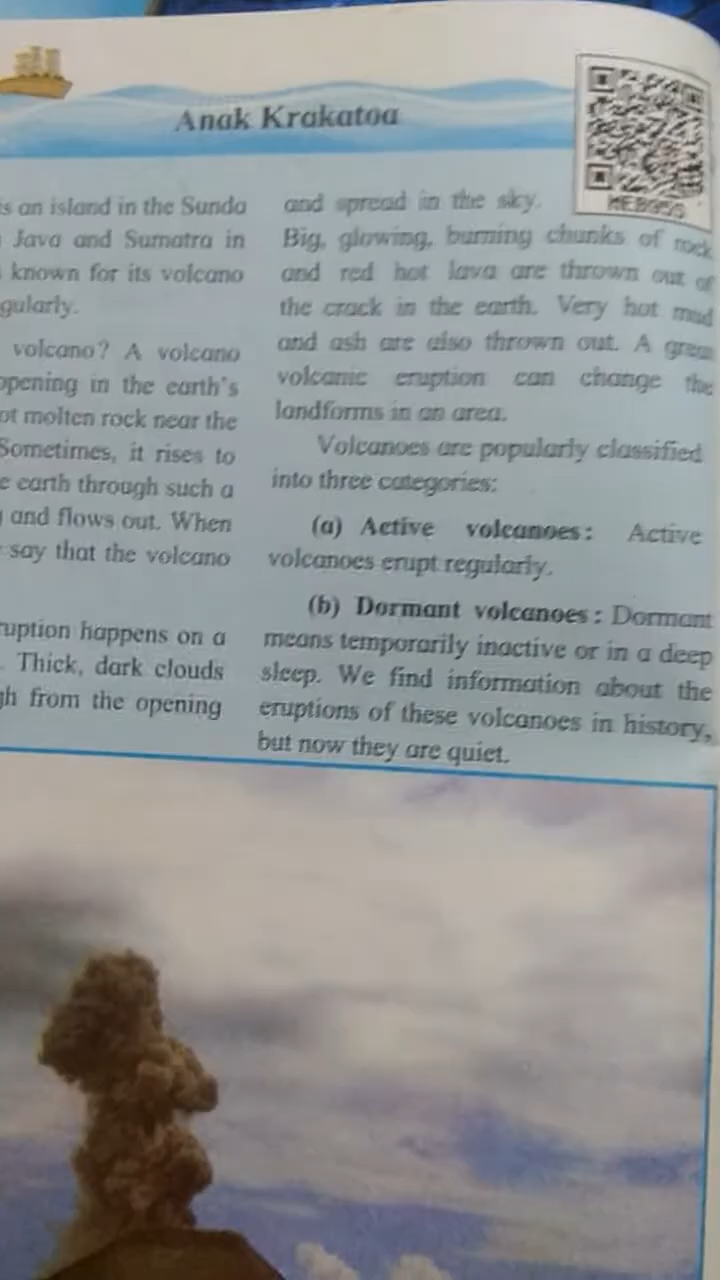 Anak Krakatoa
is an island in the Sunda
Java and Sumatra in
known for its volcano
gularly.
volcano? A volcano
opening in the earth's
ot molten rock near the
Sometimes, it rises to
e earth through such a
and flows out. When
say that the volcano
ruption happens on a
. Thick, dark clouds
gh from the opening
and spread in the sky.
Big, glowing, burning chunks of rock
and red hot lava are thrown out of
the crack in the earth. Very hot mud
and ash are also thrown out. A great
volcanic eruption can change the
landforms in an area.
Volcanoes are popularly classified
into three categories:
(a) Active volcanoes: Active
volcanoes erupt regularly.
(b) Dormant volcanoes: Dormant
means temporarily inactive or in a deep
sleep. We find information about the
eruptions of these volcanoes in history,
but now they are quiet.